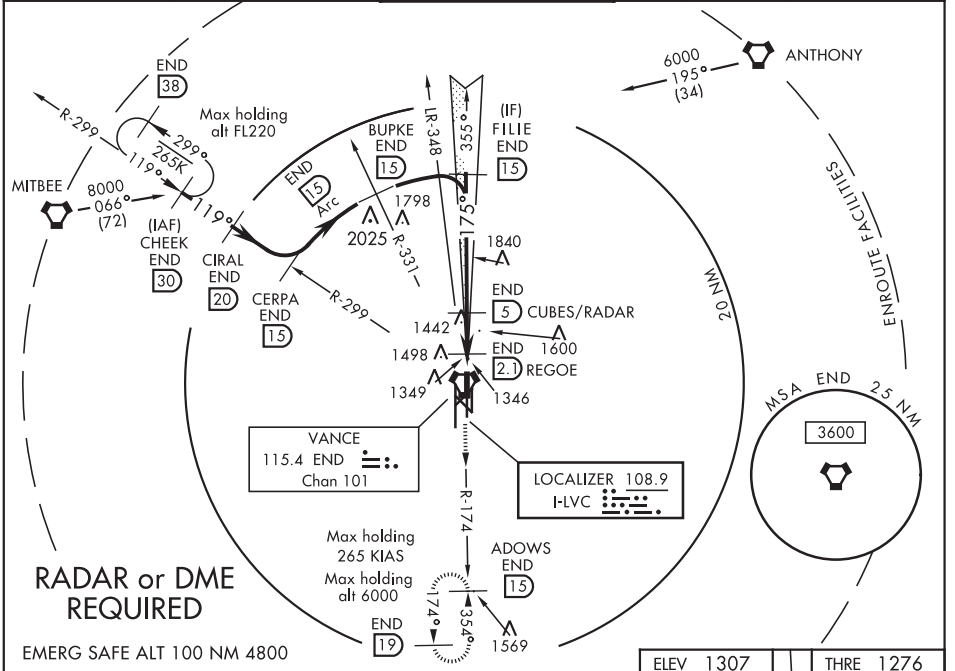 END
38
Max holding
alt FL220
R-299
299°
265K
119°
MITBEE
8000
066°
(72)
(IAF)
CHEEK
END
30
119°
CIRAL
END
20
CERPA
END
15
R-299
END
15
Arc
BUPKE
END
15
1798
2025
R-331
LR-348
355°
(IF)
FILIE
END
15
175°
1840
END
5
CUBES/RADAR
1442
1600
1498
END
2.1
REGOE
1349
1346
6000
195°
(34)
ANTHONY
ENROUTE FACILITIES
20 NM
MSA END 25 NM
3600
VANCE
115.4 END
Chan 101
LOCALIZER 108.9
I-LVC
R-174
Max holding
265 KIAS
Max holding
alt 6000
ADOWS
END
15
174°
354°
END
19
1569
RADAR or DME
REQUIRED
EMERG SAFE ALT 100 NM 4800
ELEV 1307
THRE 1276